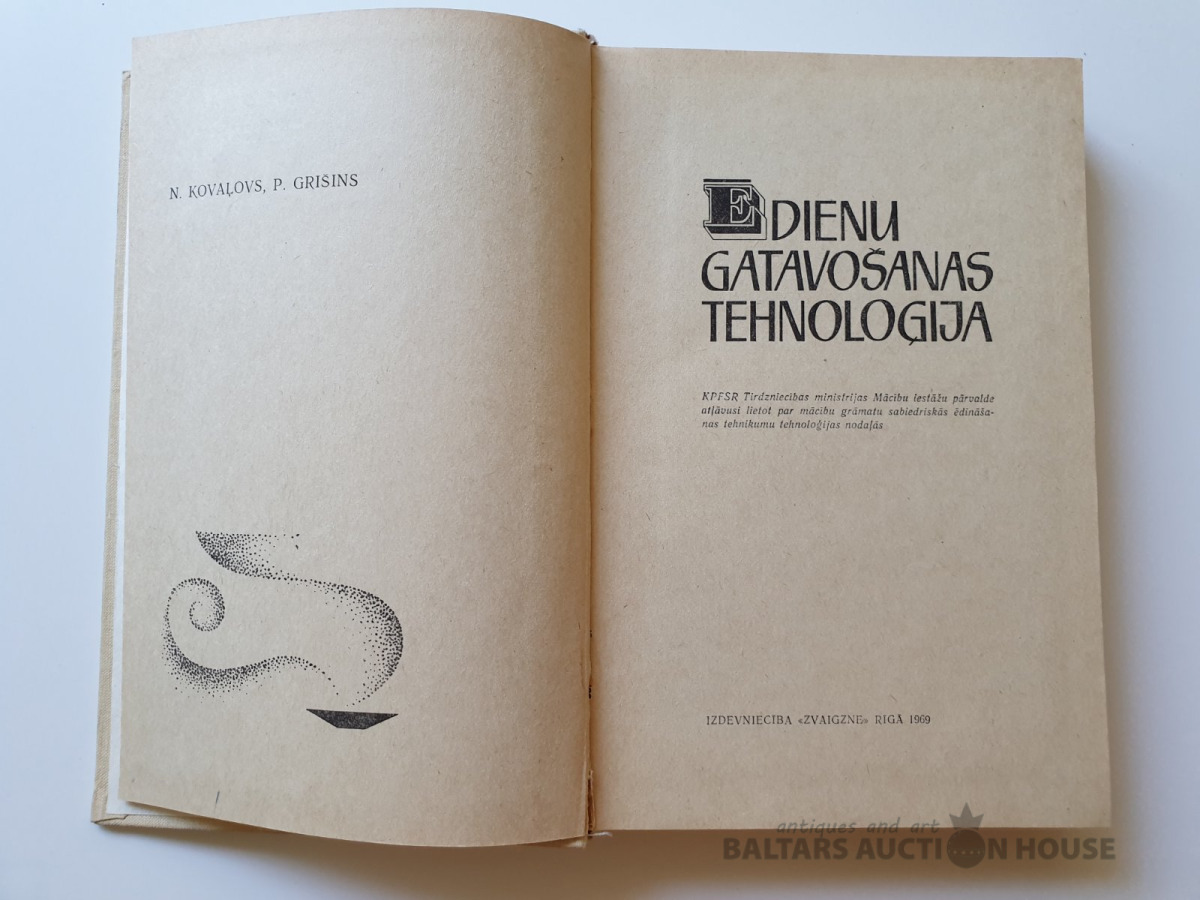 N. KOVAĻOVS, P. GRIŠINS
ĒDIENU
GATAVOŠANAS
TEHNOLOĢIJA
KPFSR Tirdzniecības ministrijas Mācību iestāžu pārvalde
atļāvusi lietot par mācību grāmatu sabiedriskās ēdināša-
nas tehnikumu tehnoloģijas nodaļās
IZDEVNIECĪBA «ZVAIGZNE» RĪGĀ 1969
antiques and art
BALTARS AUCTION HOUSE